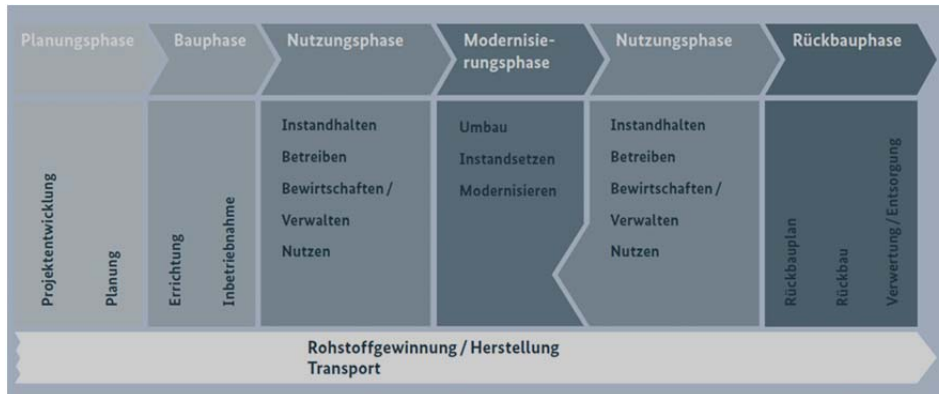 Planungsphase
Bauphase
Nutzungsphase
Modernisie-
rungsphase
Nutzungsphase
Rückbauphase
Projektentwicklung
Planung
Errichtung
Inbetriebnahme
Instandhalten
Betreiben
Bewirtschaften /
Verwalten
Nutzen
Umbau
Instandsetzen
Modernisieren
Instandhalten
Betreiben
Bewirtschaften /
Verwalten
Nutzen
Rückbauplan
Rückbau
Verwertung / Entsorgung
Rohstoffgewinnung / Herstellung
Transport